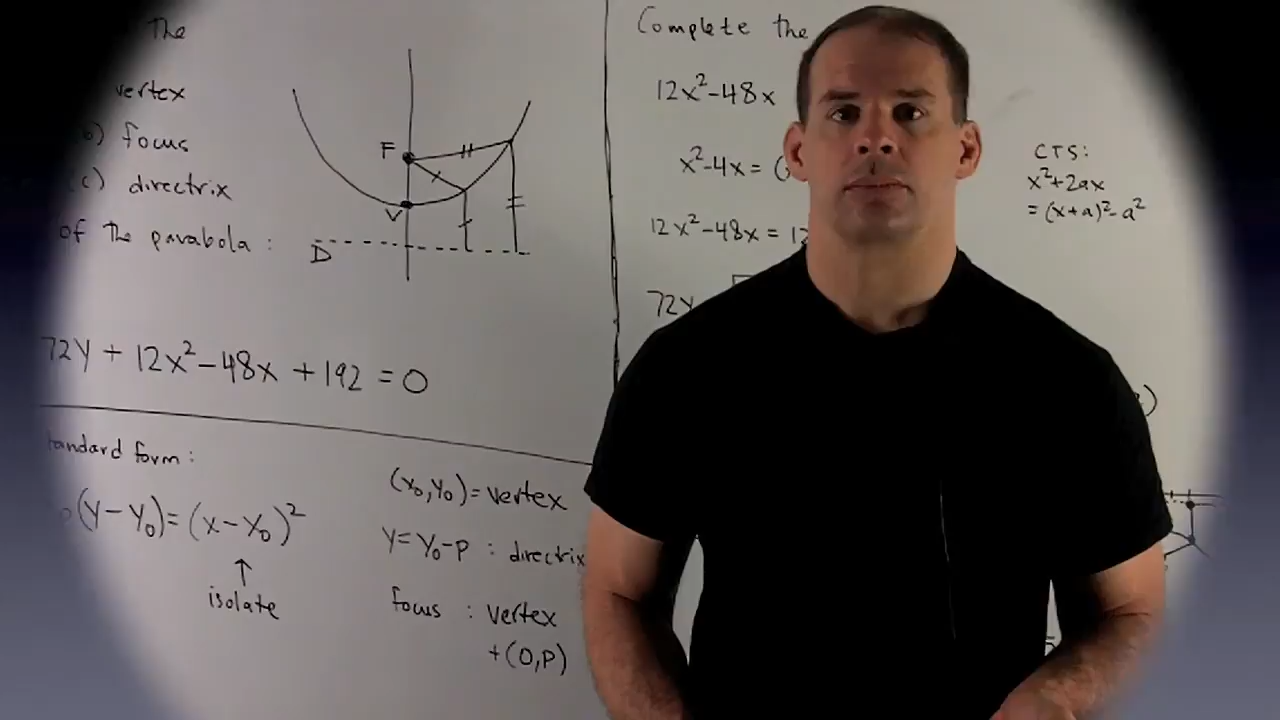 the
vertex
b) focus
(c) directrix
of the parabola :
F
V
D
72y + 12x² - 48x + 192 = 0
tandard form:
(y - y₀) = (x - x₀)²
↑
isolate
(x₀, y₀) = vertex
y = y₀ - p : directrix
focus : vertex
+ (0, p)
Complete the
12x² - 48x
x² - 4x = (
12x² - 48x = 12
72y
CTS:
x² + 2ax
= (x + a)² - a²
)